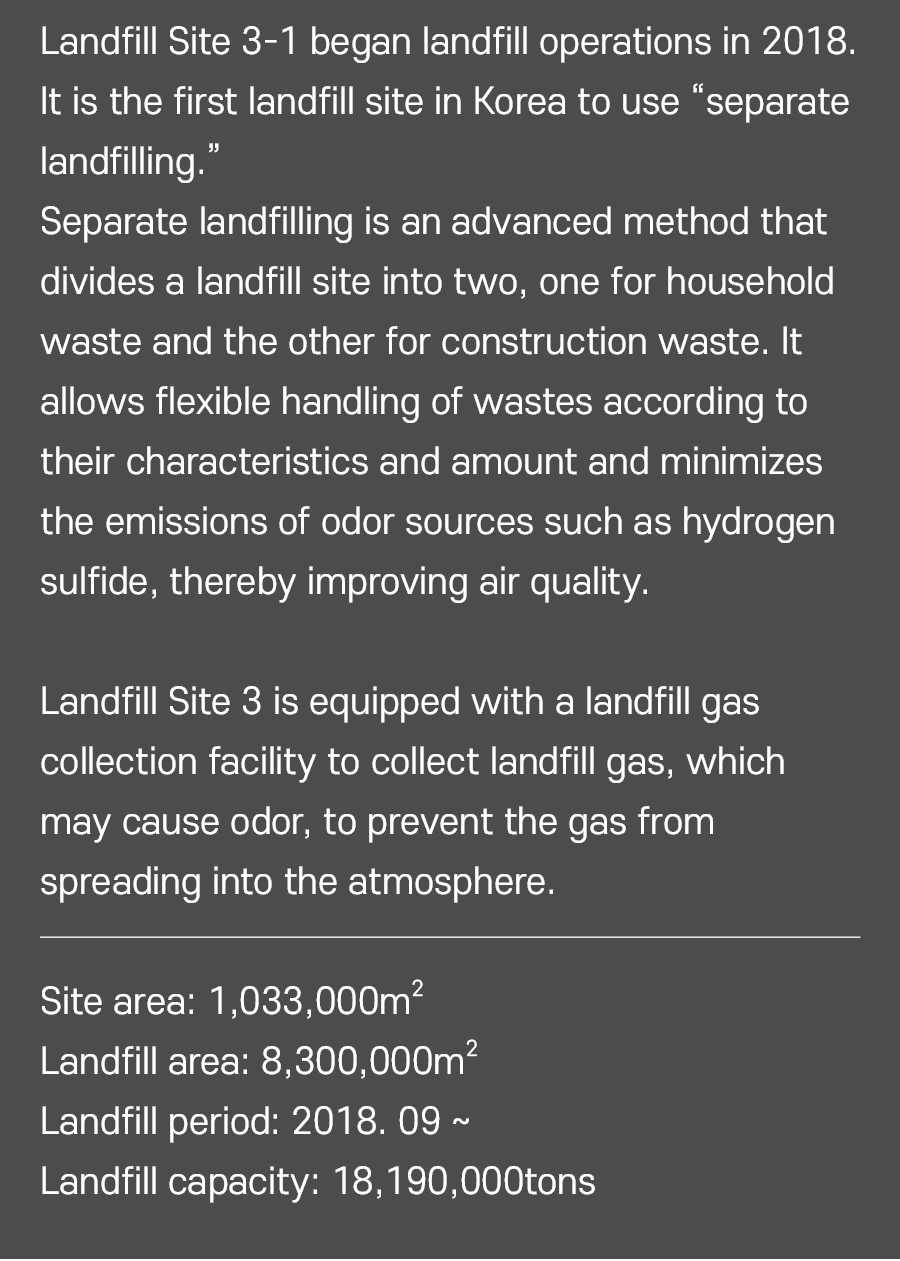 Landfill Site 3-1 began landfill operations in 2018.
It is the first landfill site in Korea to use “separate
landfilling.”
Separate landfilling is an advanced method that
divides a landfill site into two, one for household
waste and the other for construction waste. It
allows flexible handling of wastes according to
their characteristics and amount and minimizes
the emissions of odor sources such as hydrogen
sulfide, thereby improving air quality.
Landfill Site 3 is equipped with a landfill gas
collection facility to collect landfill gas, which
may cause odor, to prevent the gas from
spreading into the atmosphere.
Site area: 1,033,000m²
Landfill area: 8,300,000m²
Landfill period: 2018. 09 ~
Landfill capacity: 18,190,000tons